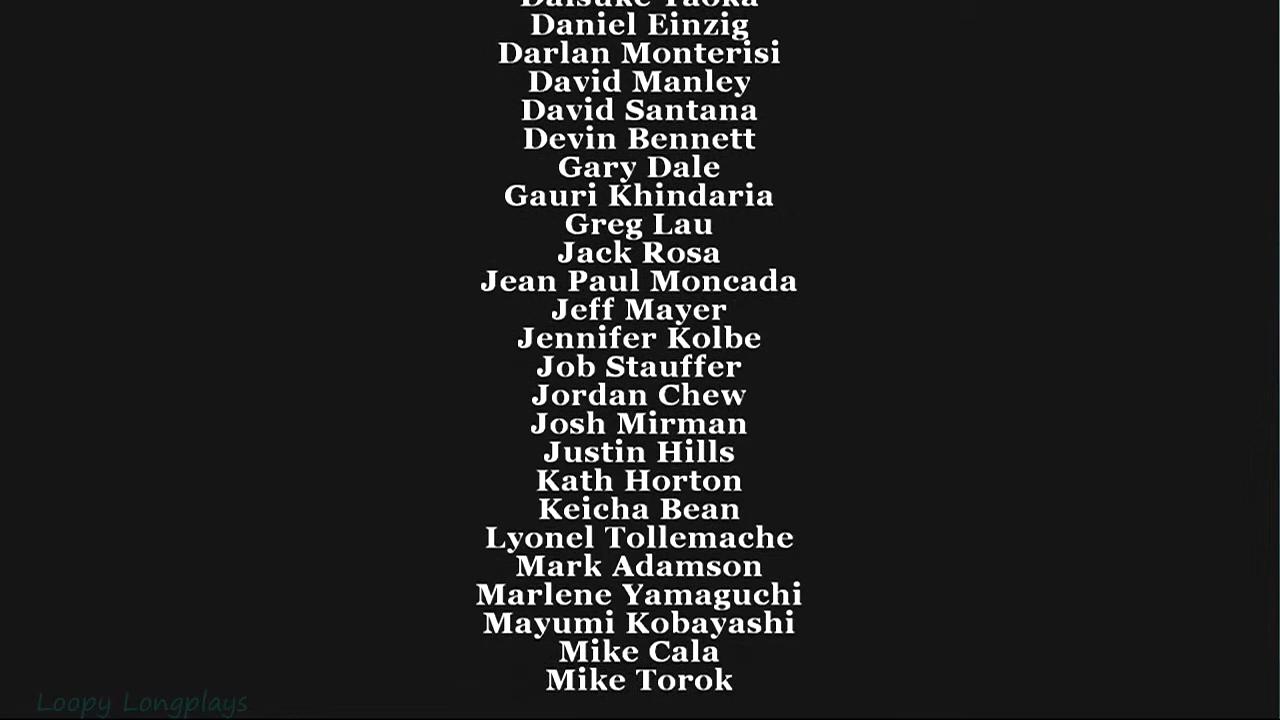 Daisuke Taoka
Daniel Einzig
Darlan Monterisi
David Manley
David Santana
Devin Bennett
Gary Dale
Gauri Khindaria
Greg Lau
Jack Rosa
Jean Paul Moncada
Jeff Mayer
Jennifer Kolbe
Job Stauffer
Jordan Chew
Josh Mirman
Justin Hills
Kath Horton
Keicha Bean
Lyonel Tollemache
Mark Adamson
Marlene Yamaguchi
Mayumi Kobayashi
Mike Cala
Mike Torok
Loopy Longplays